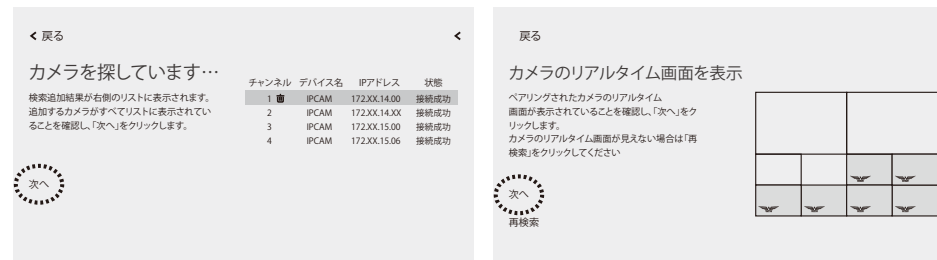 戻る
カメラを探しています…
検索追加結果が右側のリストに表示されます。
追加するカメラがすべてリストに表示されてい
ることを確認し、「次へ」をクリックします。
次へ
チャンネル デバイス名 IPアドレス 状態
1 IPCAM 172.XX.14.00 接続成功
2 IPCAM 172.XX.14.XX 接続成功
3 IPCAM 172.XX.15.00 接続成功
4 IPCAM 172.XX.15.06 接続成功
戻る
カメラのリアルタイム画面を表示
ペアリングされたカメラのリアルタイム
画面が表示されていることを確認し、「次へ」をク
リックします。
カメラのリアルタイム画面が見えない場合は「再
検索」をクリックしてください
次へ
再検索